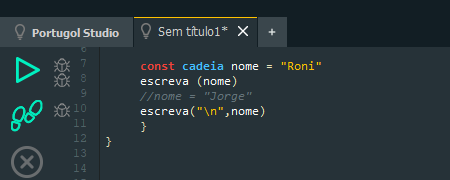 Portugol Studio
Sem título1*
+
6
7 const cadeia nome = "Roni"
8 escreva (nome)
9 //nome = "Jorge"
10 escreva("\n",nome)
11 }
12 }
13
14